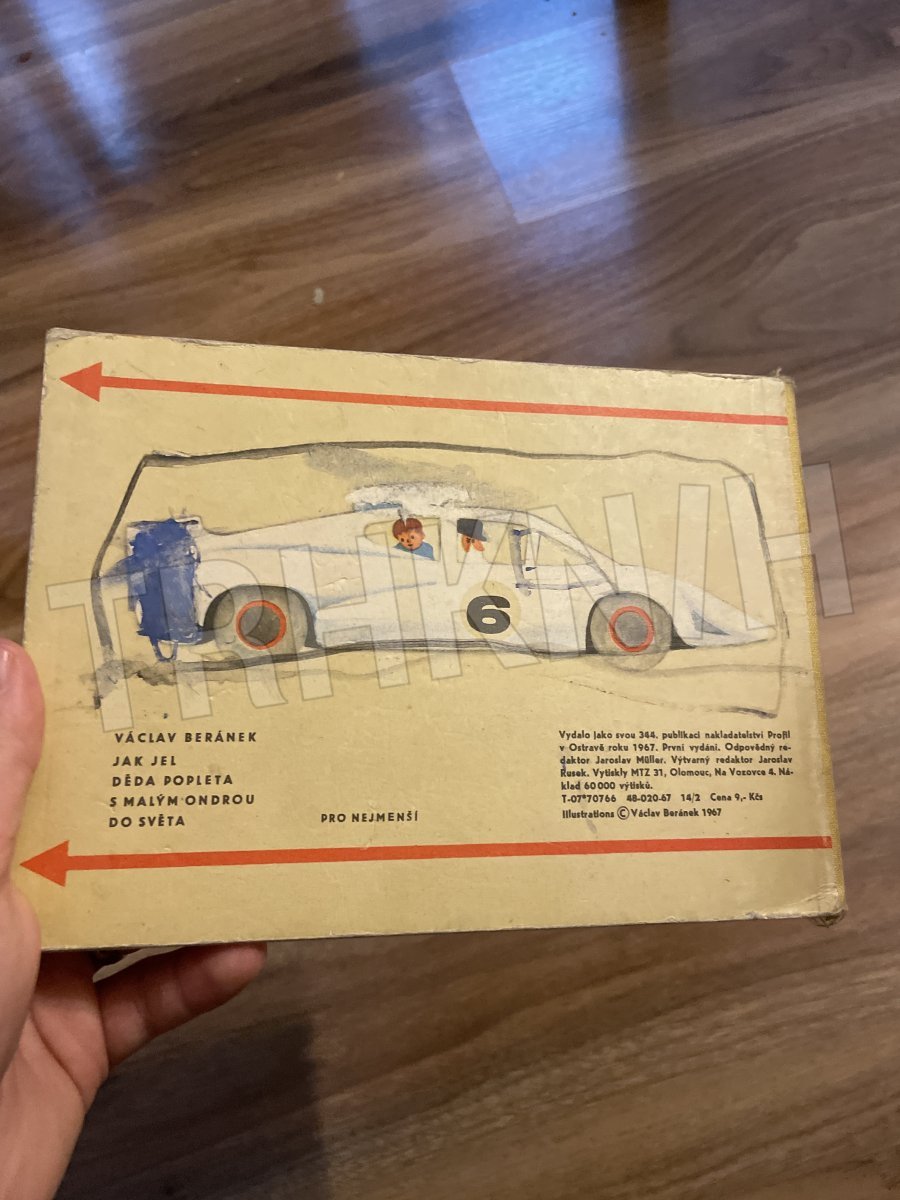 TRHKNIH
6
VÁCLAV BERÁNEK
JAK JEL
DĚDA POPLETA
S MALÝM ONDROU
DO SVĚTA
PRO NEJMENŠÍ
Vydalo jako svou 344. publikaci nakladatelství Profil
v Ostravě roku 1967. První vydání. Odpovědný re-
daktor Jaroslav Müller. Výtvarný redaktor Jaroslav
Rusek. Vytiskly MTZ 31, Olomouc, Na Vozovce 4. Ná-
klad 60 000 výtisků.
T-07*70766 48-020-67 14/2 Cena 9,- Kčs
Illustrations © Václav Beránek 1967